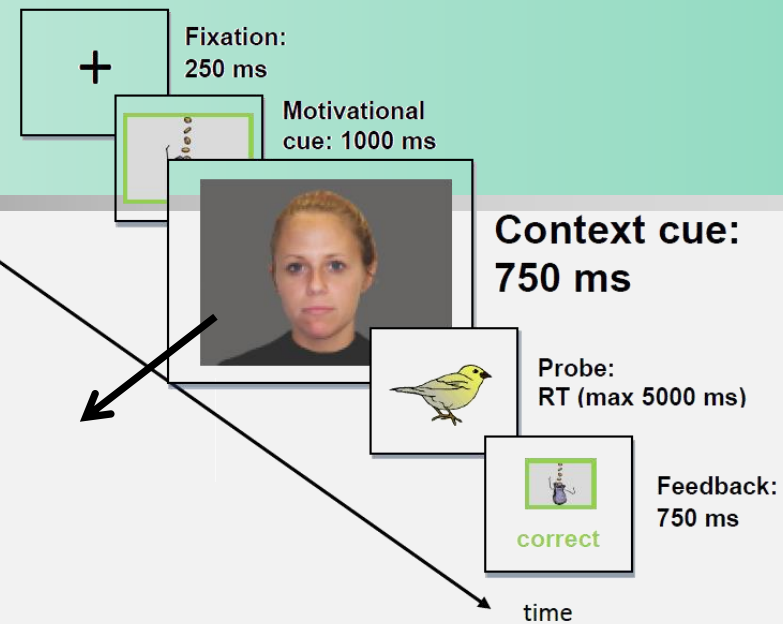 Fixation:
250 ms
Motivational
cue: 1000 ms
Context cue:
750 ms
Probe:
RT (max 5000 ms)
Feedback:
750 ms
correct
time